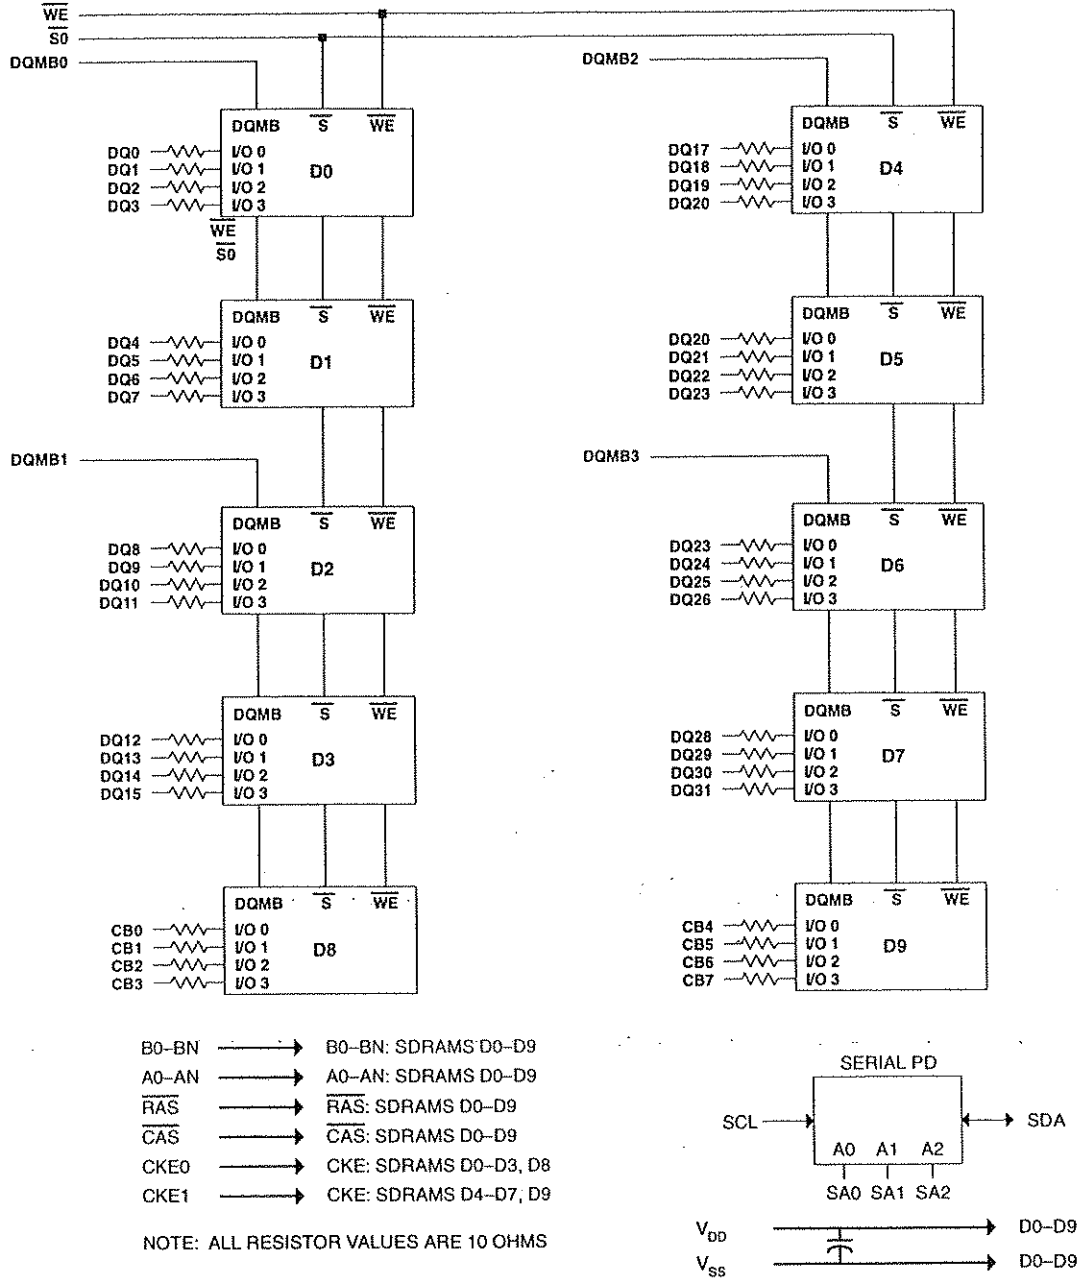 WE
S0
DQMB0
DQMB2
DQMB S WE
DQ0 I/O 0
DQ1 I/O 1
DQ2 I/O 2
DQ3 I/O 3
D0
WE
S0
DQMB S WE
DQ17 I/O 0
DQ18 I/O 1
DQ19 I/O 2
DQ20 I/O 3
D4
DQMB S WE
DQ4 I/O 0
DQ5 I/O 1
DQ6 I/O 2
DQ7 I/O 3
D1
DQMB S WE
DQ20 I/O 0
DQ21 I/O 1
DQ22 I/O 2
DQ23 I/O 3
D5
DQMB1
DQMB3
DQMB S WE
DQ8 I/O 0
DQ9 I/O 1
DQ10 I/O 2
DQ11 I/O 3
D2
DQMB S WE
DQ23 I/O 0
DQ24 I/O 1
DQ25 I/O 2
DQ26 I/O 3
D6
DQMB S WE
DQ12 I/O 0
DQ13 I/O 1
DQ14 I/O 2
DQ15 I/O 3
D3
DQMB S WE
DQ28 I/O 0
DQ29 I/O 1
DQ30 I/O 2
DQ31 I/O 3
D7
DQMB S WE
CB0 I/O 0
CB1 I/O 1
CB2 I/O 2
CB3 I/O 3
D8
DQMB S WE
CB4 I/O 0
CB5 I/O 1
CB6 I/O 2
CB7 I/O 3
D9
B0–BN B0–BN: SDRAMS D0–D9
A0–AN A0–AN: SDRAMS D0–D9
RAS RAS: SDRAMS D0–D9
CAS CAS: SDRAMS D0–D9
CKE0 CKE: SDRAMS D0–D3, D8
CKE1 CKE: SDRAMS D4–D7, D9
NOTE: ALL RESISTOR VALUES ARE 10 OHMS
SERIAL PD
SCL SDA
A0 A1 A2
SA0 SA1 SA2
VDD D0–D9
VSS D0–D9